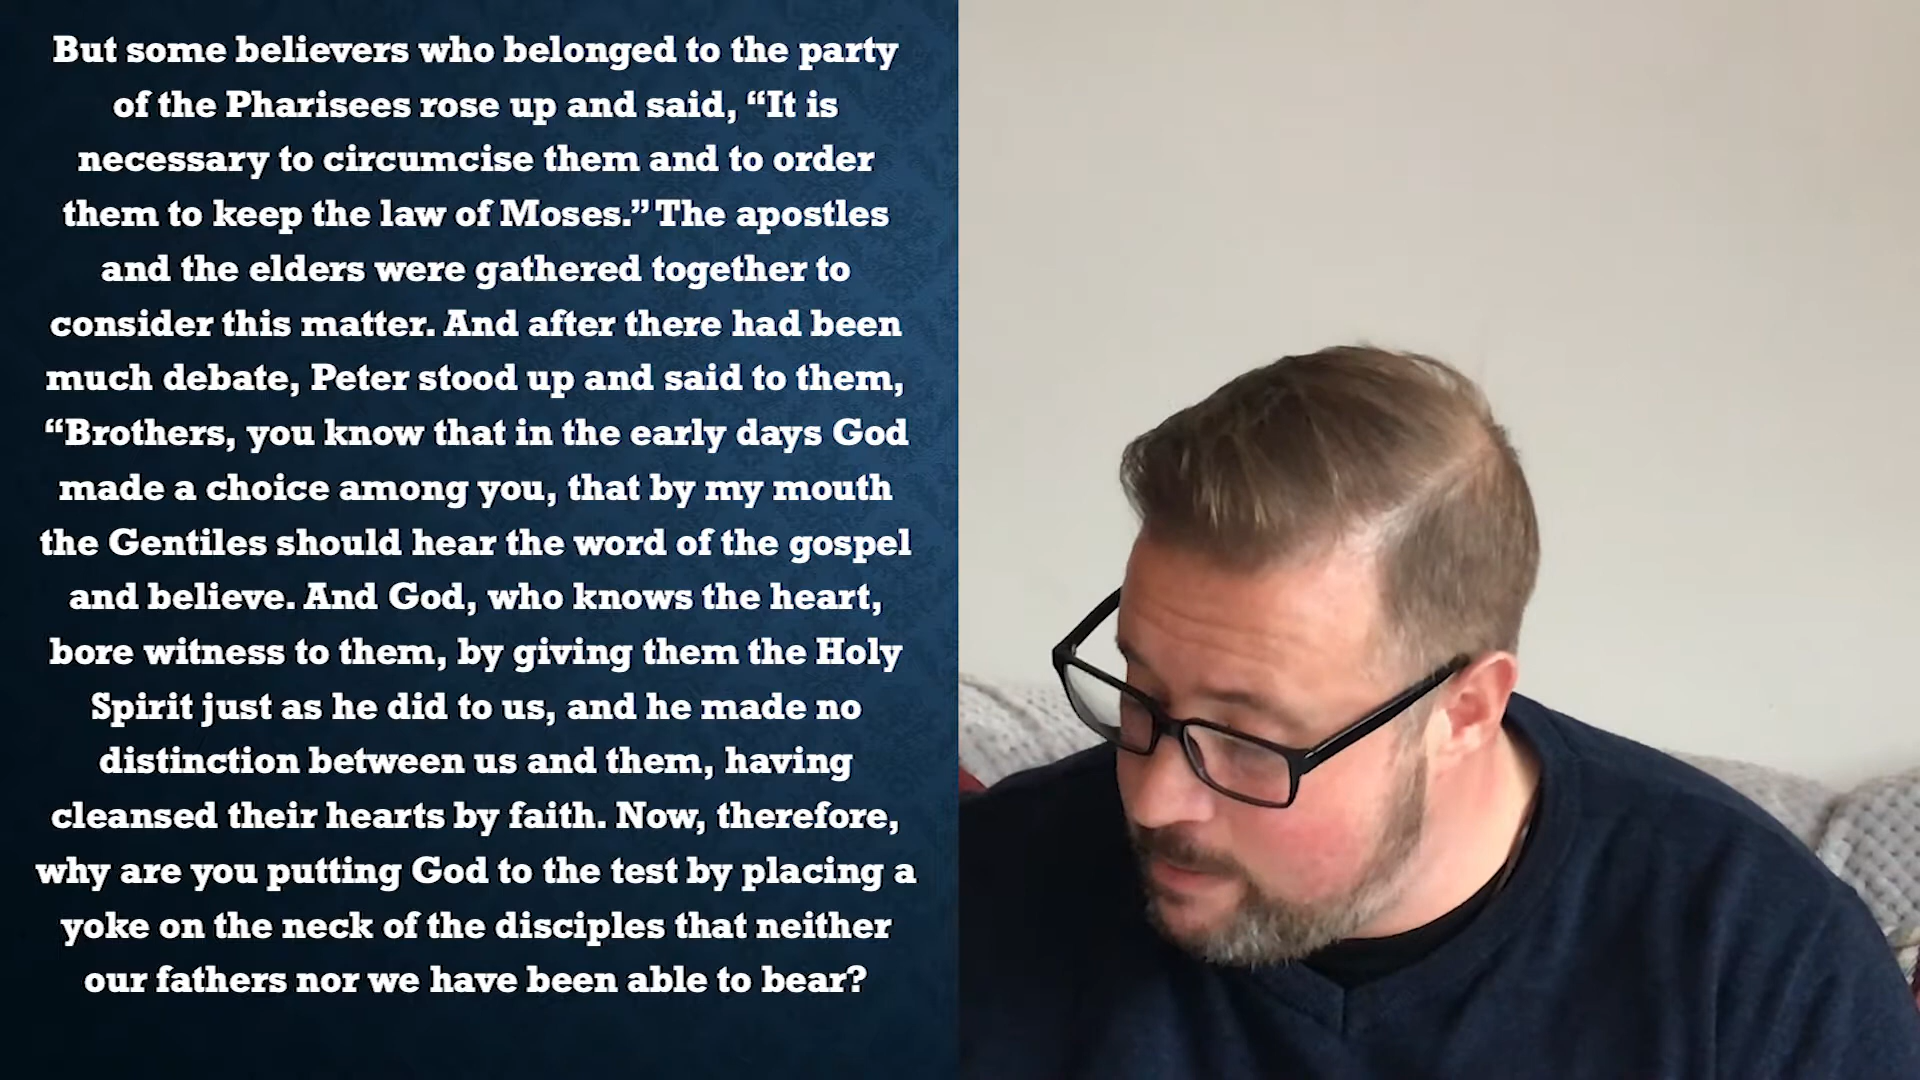 But some believers who belonged to the party
of the Pharisees rose up and said, “It is
necessary to circumcise them and to order
them to keep the law of Moses.” The apostles
and the elders were gathered together to
consider this matter. And after there had been
much debate, Peter stood up and said to them,
“Brothers, you know that in the early days God
made a choice among you, that by my mouth
the Gentiles should hear the word of the gospel
and believe. And God, who knows the heart,
bore witness to them, by giving them the Holy
Spirit just as he did to us, and he made no
distinction between us and them, having
cleansed their hearts by faith. Now, therefore,
why are you putting God to the test by placing a
yoke on the neck of the disciples that neither
our fathers nor we have been able to bear?